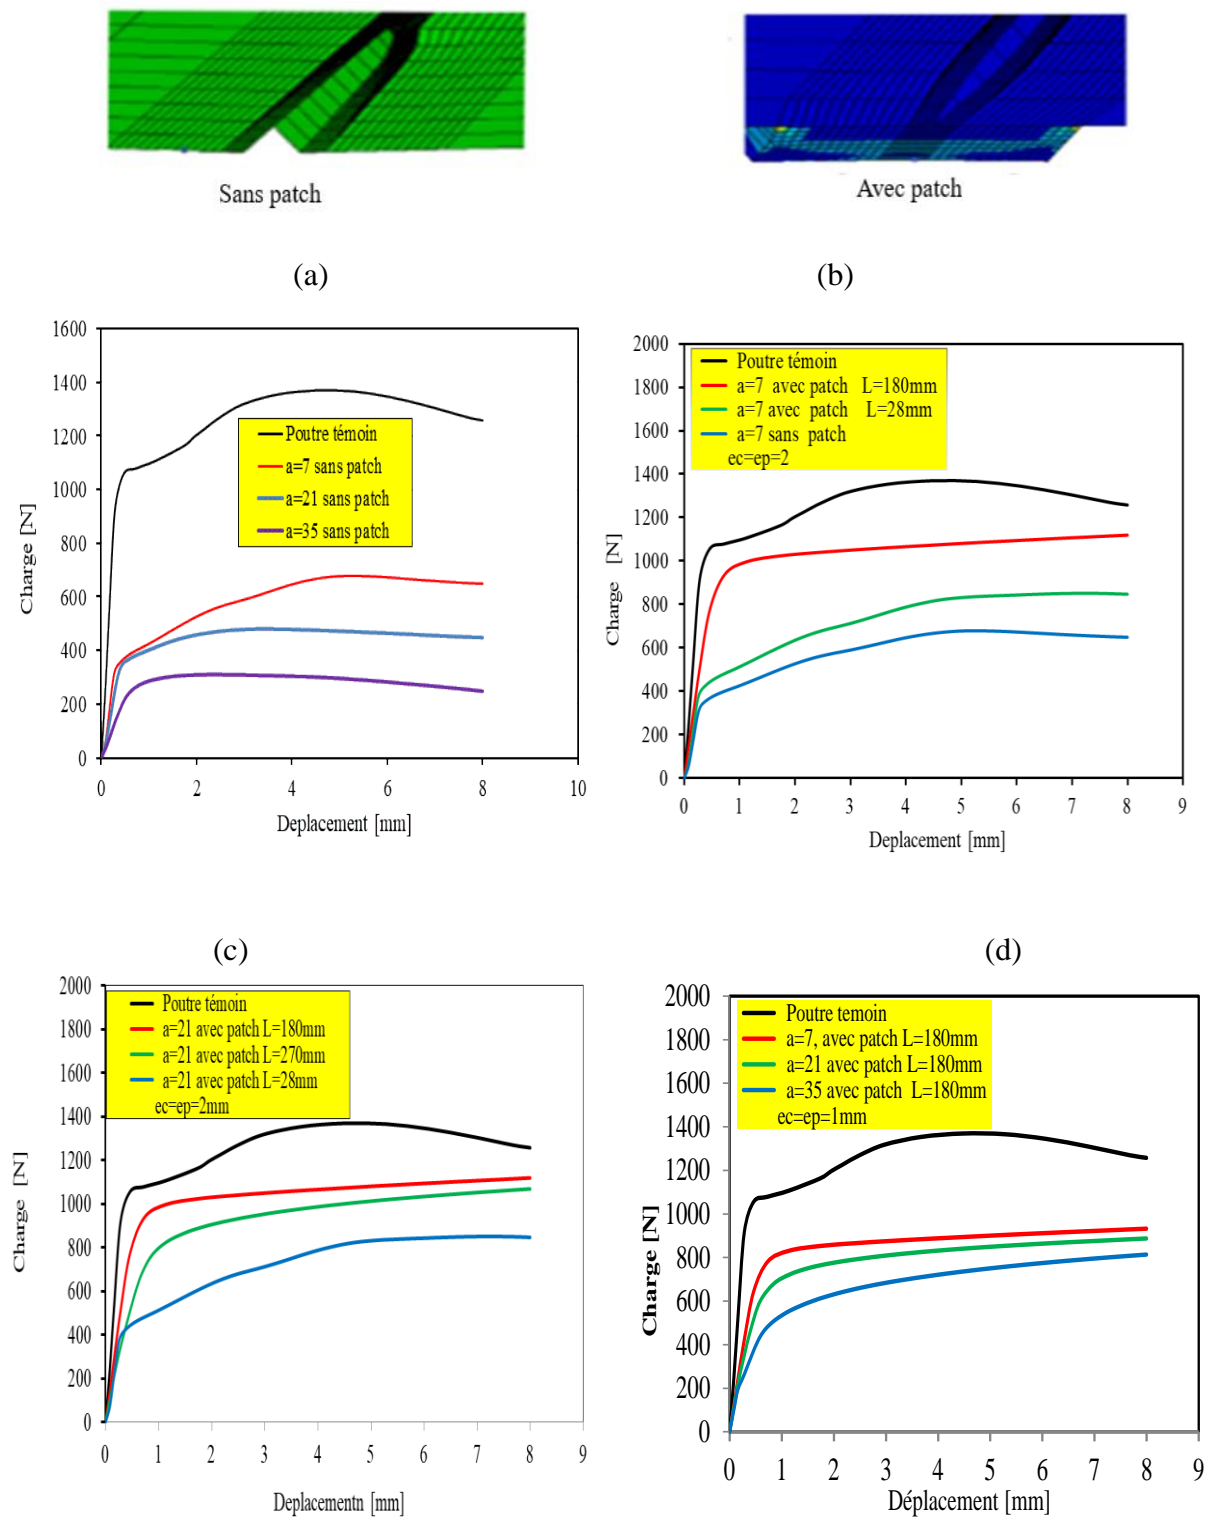 Sans patch
Avec patch
(a)
(b)
1600
1400
1200
1000
800
600
400
200
0
0 2 4 6 8 10
Charge [N]
Deplacement [mm]
Poutre témoin
a=7 sans patch
a=21 sans patch
a=35 sans patch
2000
1800
1600
1400
1200
1000
800
600
400
200
0
0 1 2 3 4 5 6 7 8 9
Charge [N]
Deplacement [mm]
Poutre témoin
a=7 avec patch L=180mm
a=7 avec patch L=28mm
a=7 sans patch
ec=ep=2
(c)
(d)
2000
1800
1600
1400
1200
1000
800
600
400
200
0
0 1 2 3 4 5 6 7 8 9
Charge [N]
Deplacementn [mm]
Poutre témoin
a=21 avec patch L=180mm
a=21 avec patch L=270mm
a=21 avec patch L=28mm
ec=ep=2mm
2000
1800
1600
1400
1200
1000
800
600
400
200
0
0 1 2 3 4 5 6 7 8 9
Charge [N]
Déplacement [mm]
Poutre temoin
a=7, avec patch L=180mm
a=21 avec patch L=180mm
a=35 avec patch L=180mm
ec=ep=1mm